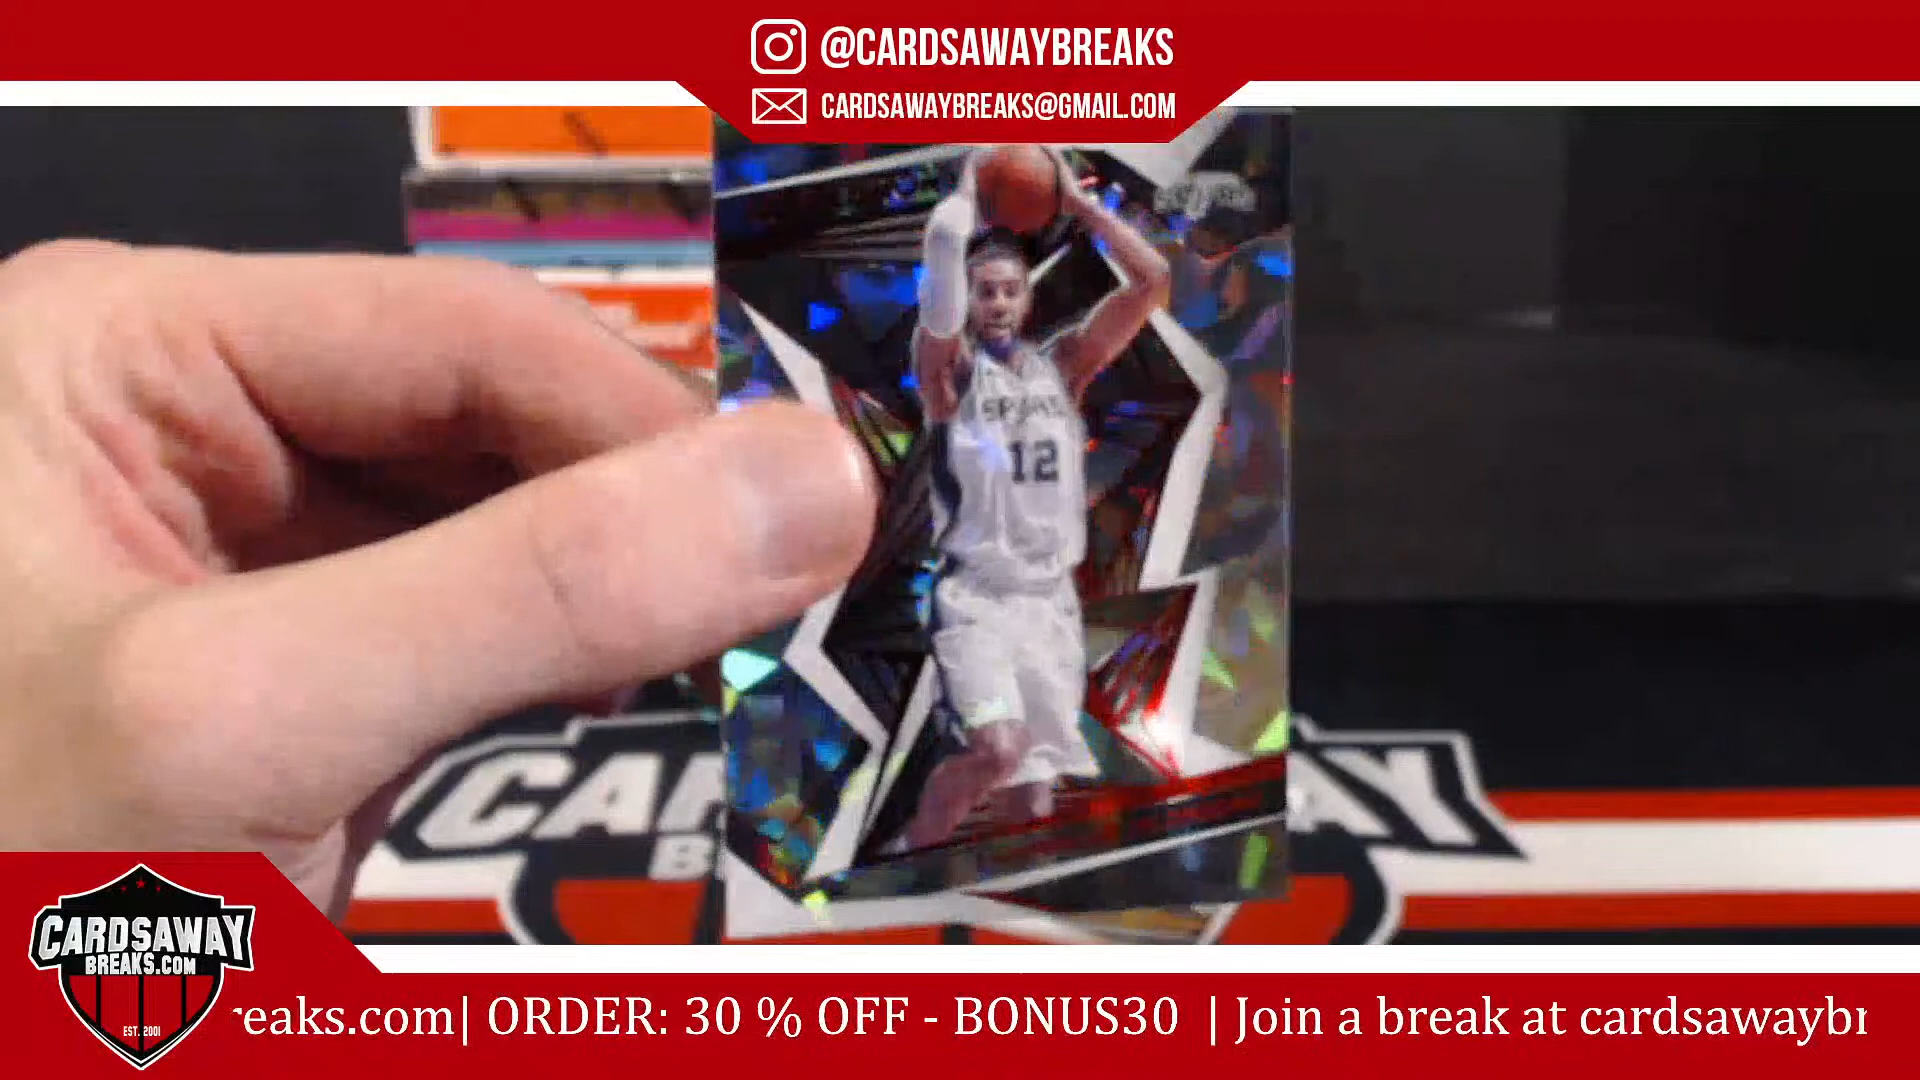 @CARDSAWAYBREAKS
CARDSAWAYBREAKS@GMAIL.COM
SPURS
12
CARDSAWAY
BREAKS.COM
EST. 2001
reaks.com| ORDER: 30 % OFF - BONUS30 | Join a break at cardsawaybr